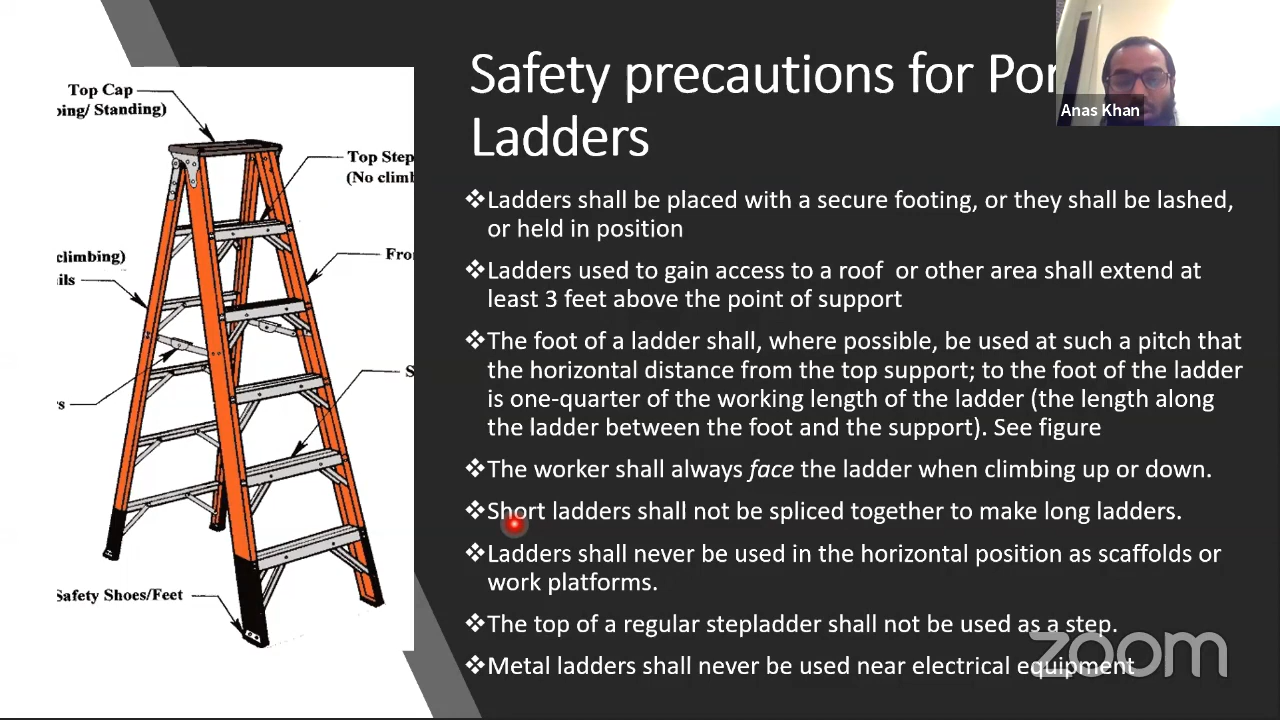 Safety precautions for Por
Ladders
Anas Khan
Top Cap
ping/ Standing)
Top Step
(No climb
climbing)
ils
Fro
S
rs
Safety Shoes/Feet
❖Ladders shall be placed with a secure footing, or they shall be lashed,
or held in position
❖Ladders used to gain access to a roof or other area shall extend at
least 3 feet above the point of support
❖The foot of a ladder shall, where possible, be used at such a pitch that
the horizontal distance from the top support; to the foot of the ladder
is one-quarter of the working length of the ladder (the length along
the ladder between the foot and the support). See figure
❖The worker shall always face the ladder when climbing up or down.
❖Short ladders shall not be spliced together to make long ladders.
❖Ladders shall never be used in the horizontal position as scaffolds or
work platforms.
❖The top of a regular stepladder shall not be used as a step.
❖Metal ladders shall never be used near electrical equipment
zoom